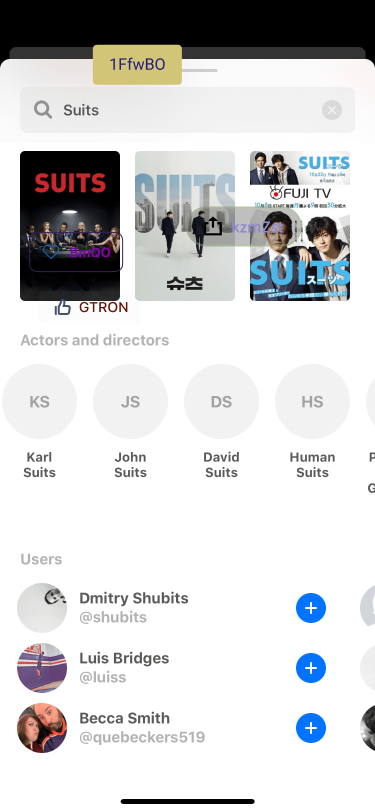 1FfwBO
Suits
SUITS
SUITS
SUITS
FUJI TV
BmQO
슈츠
SUITS
GTRON
Actors and directors
KS
JS
DS
HS
Karl
Suits
John
Suits
David
Suits
Human
Suits
Users
Dmitry Shubits
@shubits
Luis Bridges
@luiss
Becca Smith
@quebeckers519